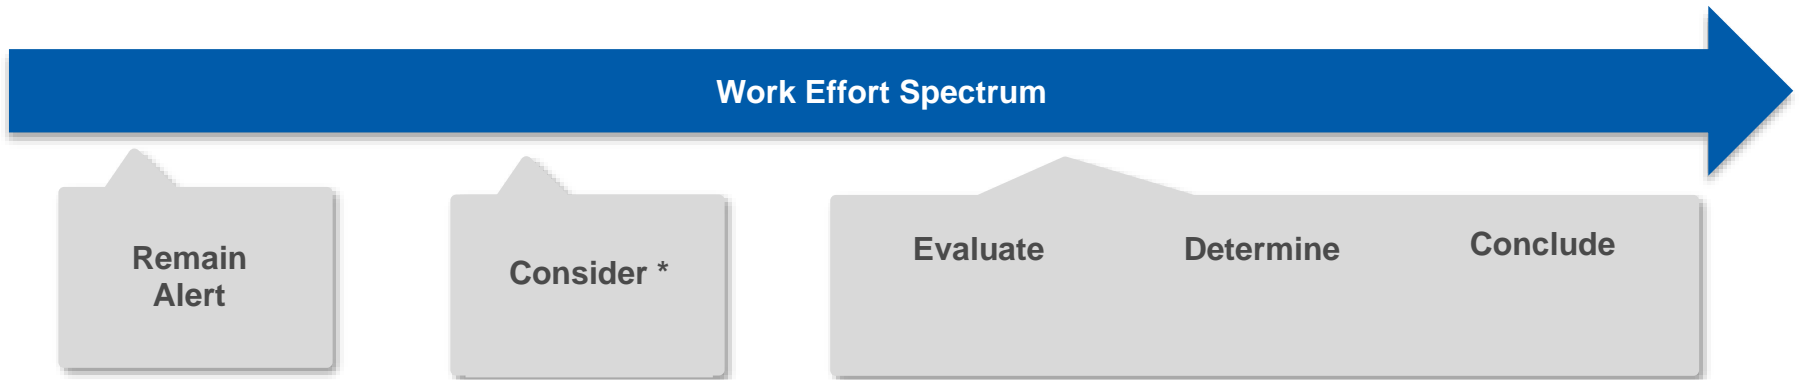 Work Effort Spectrum
Remain
Alert
Consider *
Evaluate
Determine
Conclude